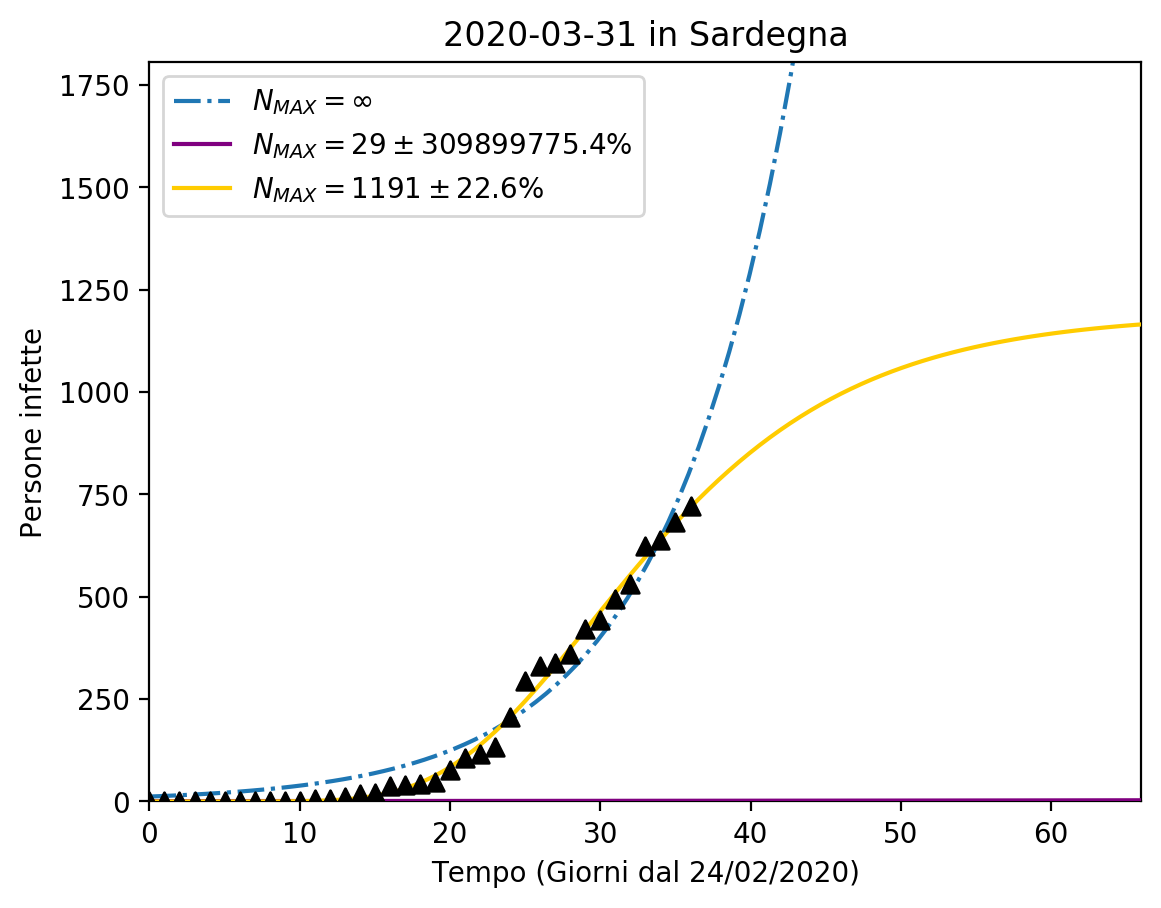 2020-03-31 in Sardegna
N_MAX = ∞
N_MAX = 29 ± 309899775.4%
N_MAX = 1191 ± 22.6%
1750
1500
1250
1000
750
500
250
0
Persone infette
0 10 20 30 40 50 60
Tempo (Giorni dal 24/02/2020)